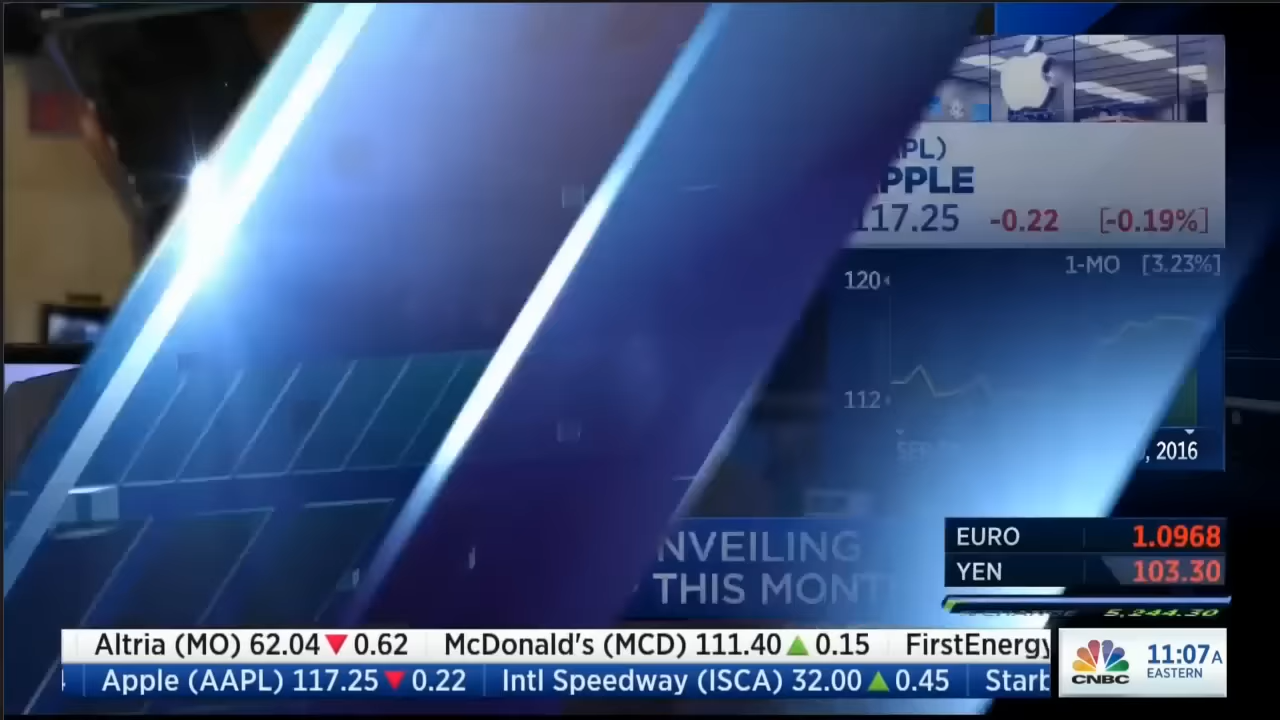 PL)
PPLE
117.25 -0.22 [-0.19%]
1-MO [3.23%]
120
112
, 2016
NVEILING
THIS MONT
EURO 1.0968
YEN 103.30
5,244.30
Altria (MO) 62.04▼0.62 McDonald's (MCD) 111.40▲0.15 FirstEnergy
Apple (AAPL) 117.25▼0.22 Intl Speedway (ISCA) 32.00▲0.45 Starb
CNBC
11:07A
EASTERN